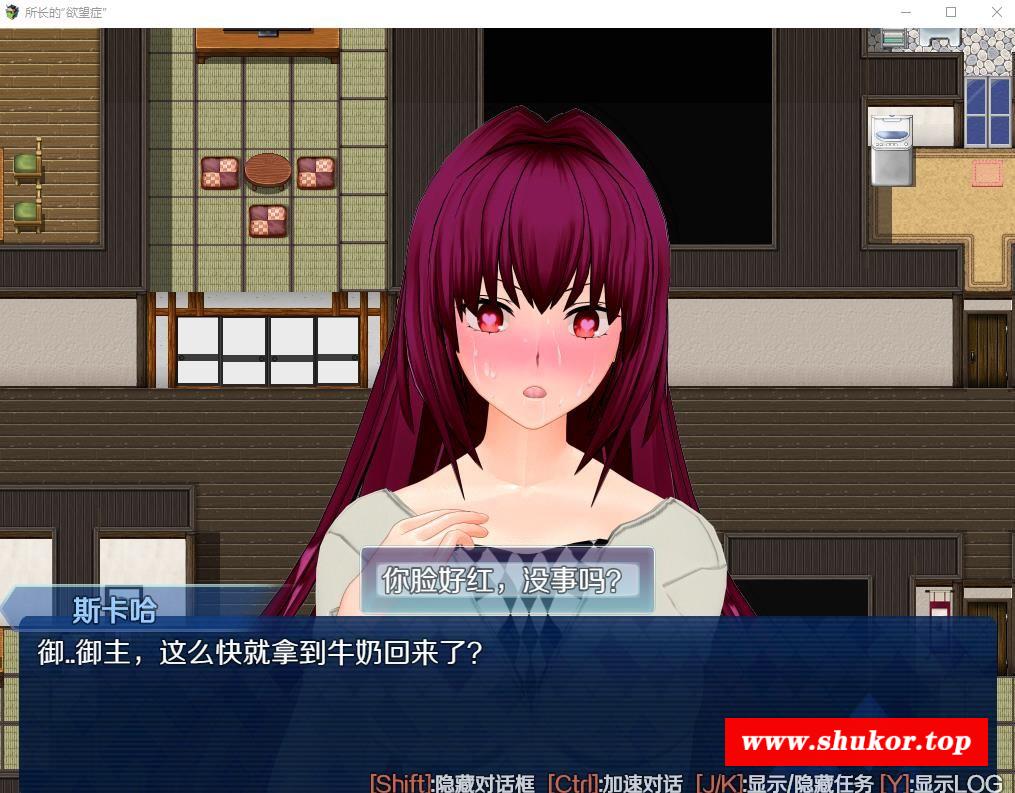 所长的“欲望症”
你脸好红，没事吗？
斯卡哈
御..御主，这么快就拿到牛奶回来了？
www.shukor.top
[Shift]:隐藏对话框 [Ctrl]:加速对话 [J/K]:显示/隐藏任务 [Y]:显示LOG